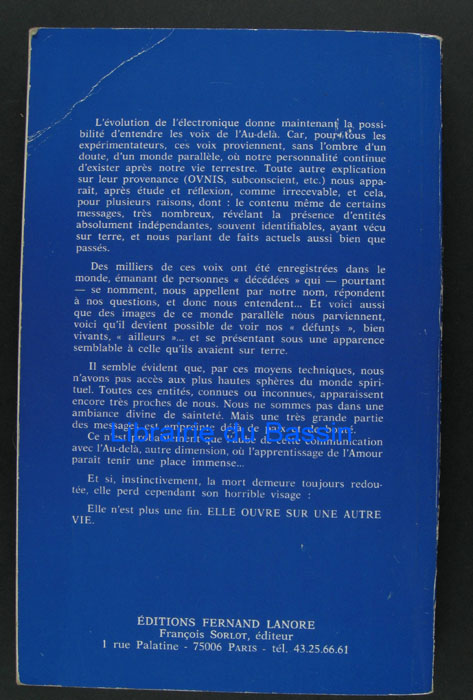 L'évolution de l'électronique donne maintenant la possi-
bilité d'entendre les voix de l'Au-delà. Car, pour tous les
expérimentateurs, ces voix proviennent, sans l'ombre d'un
doute, d'un monde parallèle, où notre personnalité continue
d'exister après notre vie terrestre. Toute autre explication
sur leur provenance (OVNIS, subconscient, etc.) nous appa-
raît, après étude et réflexion, comme irrecevable, et cela,
pour plusieurs raisons, dont : le contenu même de certains
messages, très nombreux, révélant la présence d'entités
absolument indépendantes, souvent identifiables, ayant vécu
sur terre, et nous parlant de faits actuels aussi bien que
passés.
Des milliers de ces voix ont été enregistrées dans le
monde, émanant de personnes « décédées » qui — pourtant
— se nomment, nous appellent par notre nom, répondent
à nos questions, et donc nous entendent... Et voici aussi
que des images de ce monde parallèle nous parviennent,
voici qu'il devient possible de voir nos « défunts », bien
vivants, « ailleurs »... et se présentant sous une apparence
semblable à celle qu'ils avaient sur terre.
Il semble évident que, par ces moyens techniques, nous
n'avons pas accès aux plus hautes sphères du monde spiri-
tuel. Toutes ces entités, connues ou inconnues, apparaissent
encore très proches de nous. Nous ne sommes pas dans une
ambiance divine de sainteté. Mais une très grande partie
des messages de paix et de bonté.
Librairie du Bassin
Ce n'est que l'aube de cette communication
avec l'Au-delà, autre dimension, où l'apprentissage de l'Amour
paraît tenir une place immense...
Et si, instinctivement, la mort demeure toujours redou-
tée, elle perd cependant son horrible visage :
Elle n'est plus une fin. ELLE OUVRE SUR UNE AUTRE
VIE.
ÉDITIONS FERNAND LANORE
François SORLOT, éditeur
1 rue Palatine - 75006 PARIS - tél. 43.25.66.61